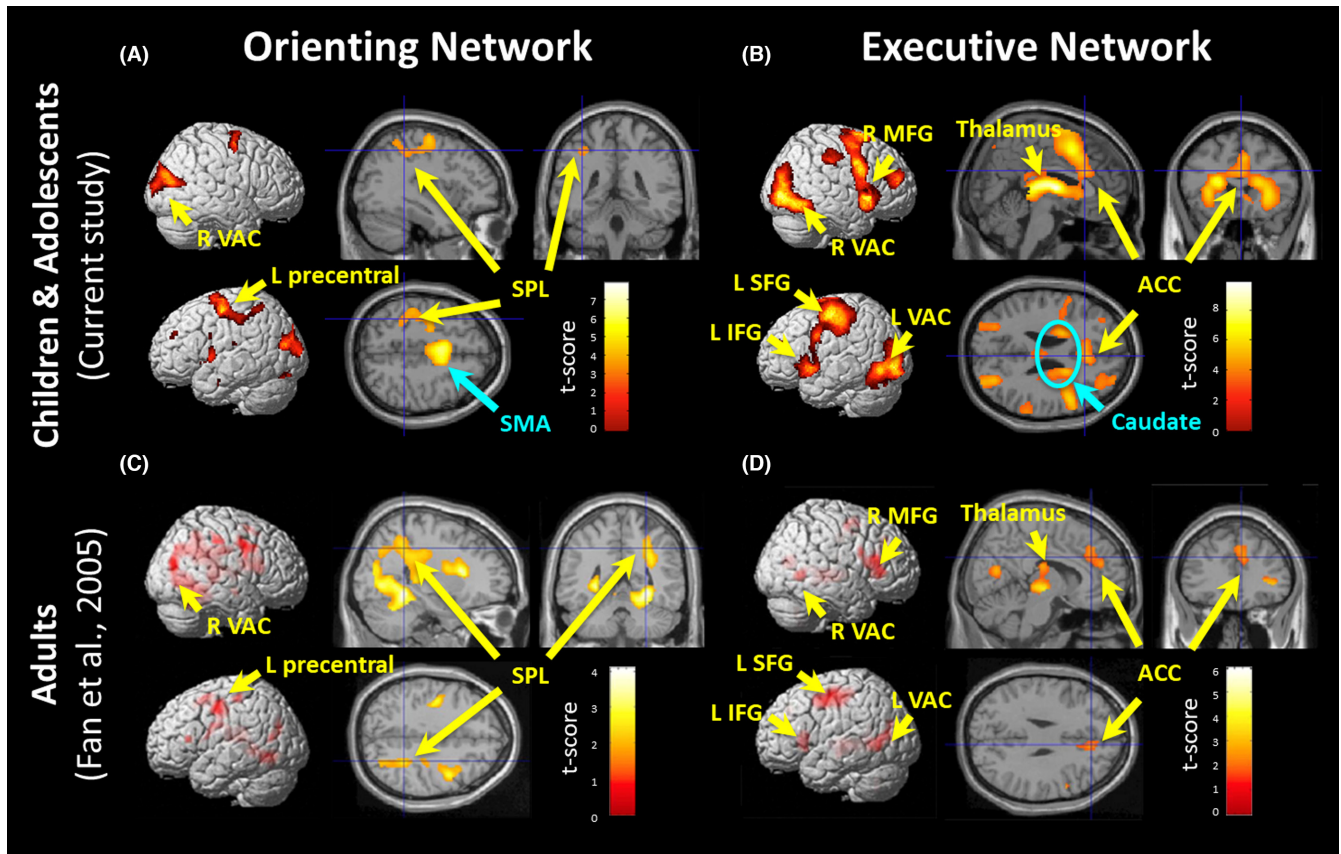 Orienting Network
Executive Network
Children & Adolescents
(Current study)
(A)
R VAC
L precentral
SPL
SMA
7
6
5
4
3
2
1
0
t-score
(B)
R MFG
Thalamus
R VAC
L SFG
L IFG
L VAC
ACC
Caudate
8
6
4
2
0
t-score
Adults
(Fan et al., 2005)
(C)
R VAC
L precentral
SPL
4
3
2
1
0
t-score
(D)
R MFG
Thalamus
R VAC
L SFG
L IFG
L VAC
ACC
6
5
4
3
2
1
0
t-score